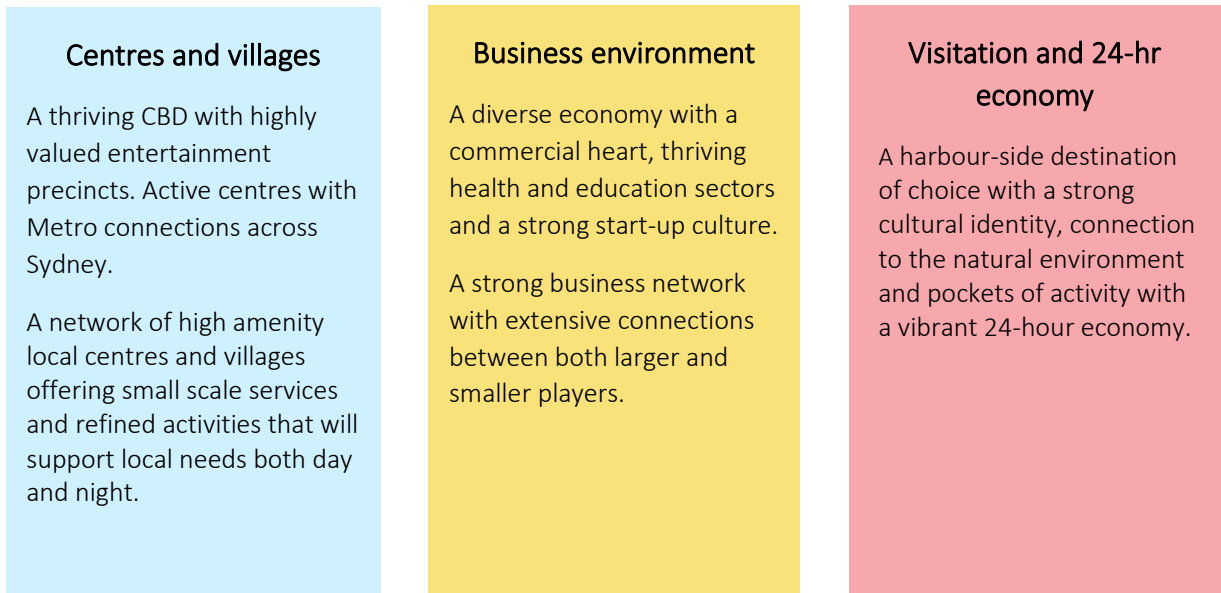 Centres and villages
A thriving CBD with highly
valued entertainment
precincts. Active centres with
Metro connections across
Sydney.
A network of high amenity
local centres and villages
offering small scale services
and refined activities that will
support local needs both day
and night.
Business environment
A diverse economy with a
commercial heart, thriving
health and education sectors
and a strong start-up culture.
A strong business network
with extensive connections
between both larger and
smaller players.
Visitation and 24-hr
economy
A harbour-side destination
of choice with a strong
cultural identity, connection
to the natural environment
and pockets of activity with
a vibrant 24-hour economy.